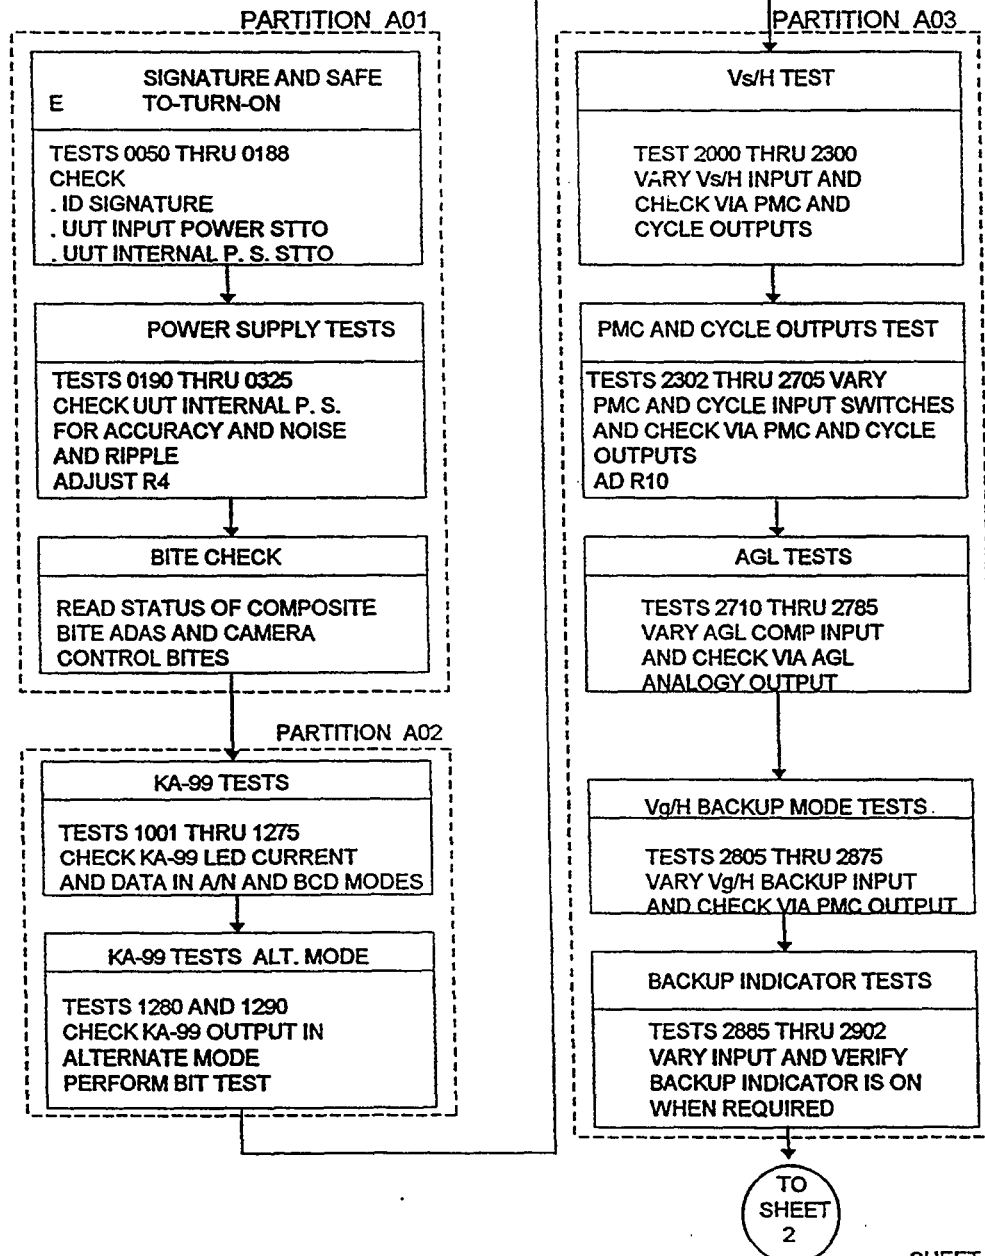 PARTITION A01
SIGNATURE AND SAFE
E TO-TURN-ON
TESTS 0050 THRU 0188
CHECK
. ID SIGNATURE
. UUT INPUT POWER STTO
. UUT INTERNAL P. S. STTO
POWER SUPPLY TESTS
TESTS 0190 THRU 0325
CHECK UUT INTERNAL P. S.
FOR ACCURACY AND NOISE
AND RIPPLE
ADJUST R4
BITE CHECK
READ STATUS OF COMPOSITE
BITE ADAS AND CAMERA
CONTROL BITES
PARTITION A02
KA-99 TESTS
TESTS 1001 THRU 1275
CHECK KA-99 LED CURRENT
AND DATA IN A/N AND BCD MODES
KA-99 TESTS ALT. MODE
TESTS 1280 AND 1290
CHECK KA-99 OUTPUT IN
ALTERNATE MODE
PERFORM BIT TEST
PARTITION A03
Vs/H TEST
TEST 2000 THRU 2300
VARY Vs/H INPUT AND
CHECK VIA PMC AND
CYCLE OUTPUTS
PMC AND CYCLE OUTPUTS TEST
TESTS 2302 THRU 2705 VARY
PMC AND CYCLE INPUT SWITCHES
AND CHECK VIA PMC AND CYCLE
OUTPUTS
AD R10
AGL TESTS
TESTS 2710 THRU 2785
VARY AGL COMP INPUT
AND CHECK VIA AGL
ANALOGY OUTPUT
Vg/H BACKUP MODE TESTS.
TESTS 2805 THRU 2875
VARY Vg/H BACKUP INPUT
AND CHECK VIA PMC OUTPUT
BACKUP INDICATOR TESTS
TESTS 2885 THRU 2902
VARY INPUT AND VERIFY
BACKUP INDICATOR IS ON
WHEN REQUIRED
TO
SHEET
2